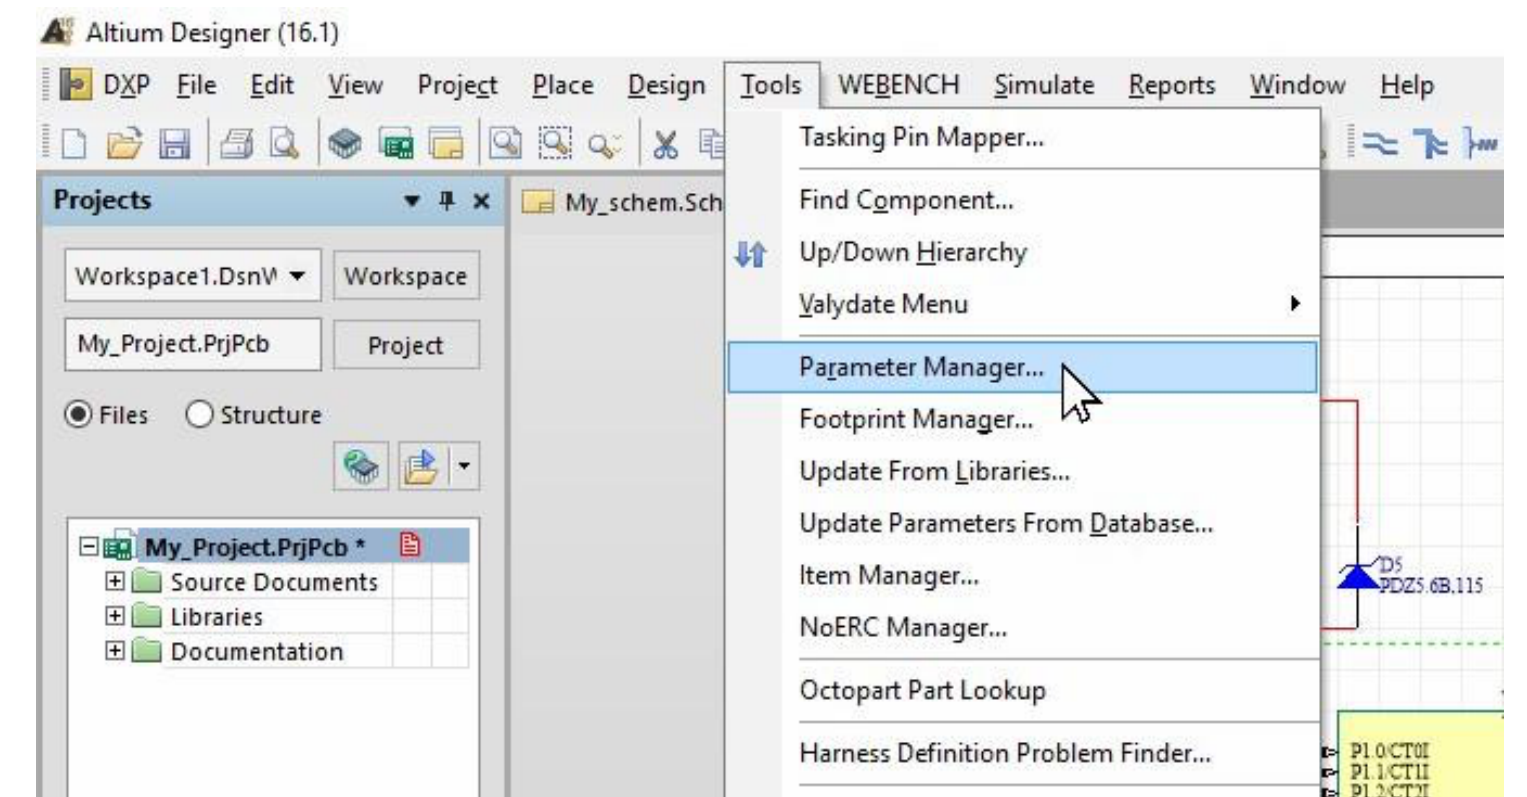 Altium Designer (16.1)
DXP File Edit View Project Place Design Tools WEBENCH Simulate Reports Window Help
Projects
My_schem.Sch
Workspace1.DsnW
Workspace
My_Project.PrjPcb
Project
Files Structure
My_Project.PrjPcb *
Source Documents
Libraries
Documentation
Tasking Pin Mapper...
Find Component...
Up/Down Hierarchy
Valydate Menu
Parameter Manager...
Footprint Manager...
Update From Libraries...
Update Parameters From Database...
Item Manager...
NoERC Manager...
Octopart Part Lookup
Harness Definition Problem Finder...
D5
PDZ5.6B,115
P1.0/CT0I
P1.1/CT1I
P1.2/CT2I